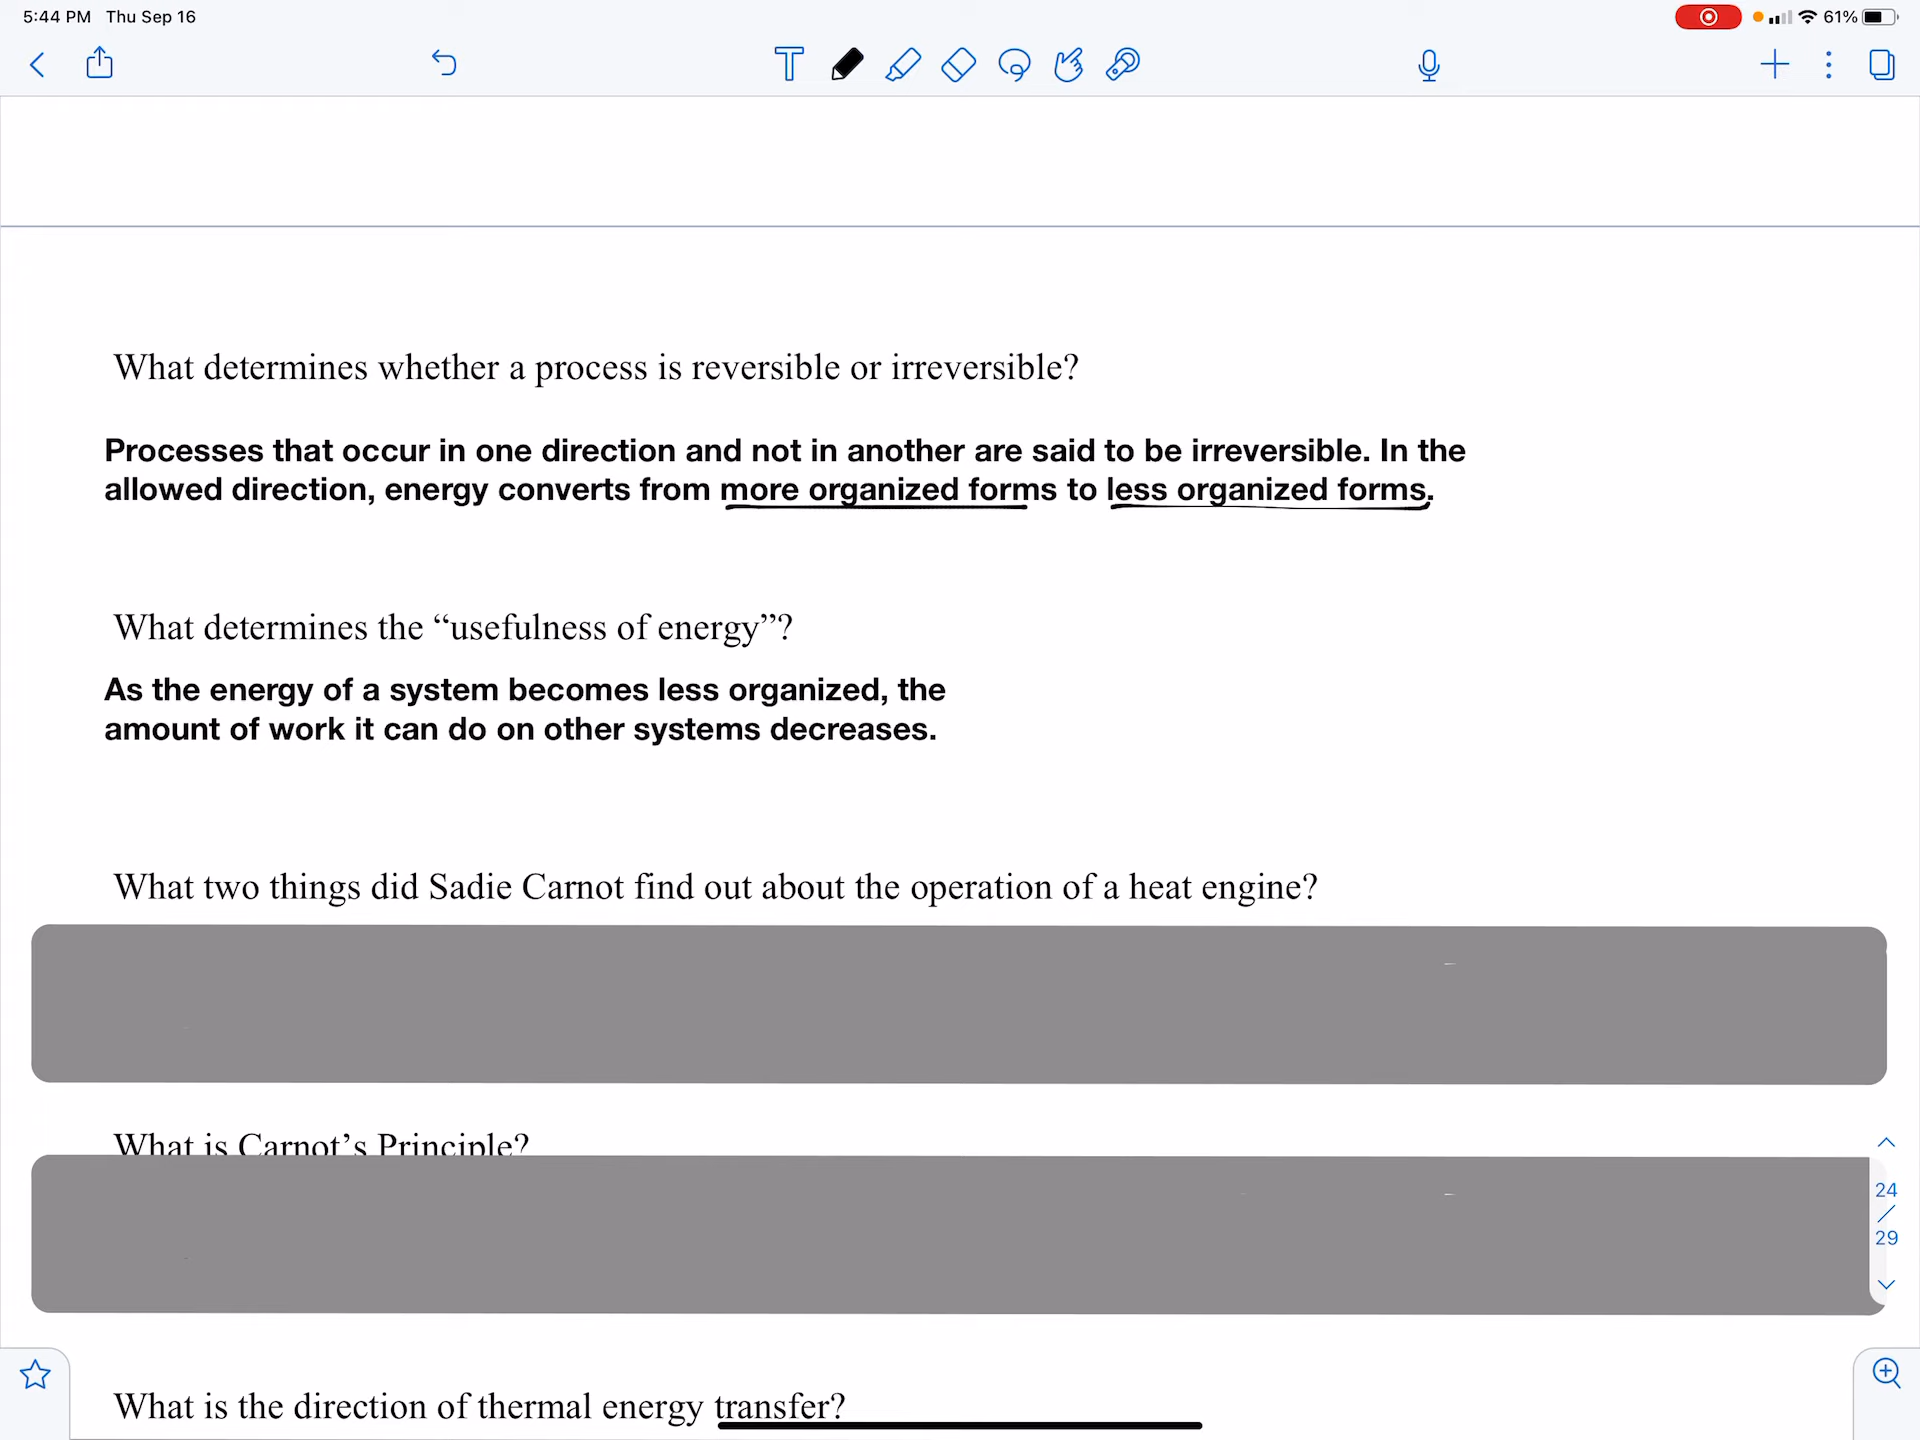 5:44 PM Thu Sep 16
61%
What determines whether a process is reversible or irreversible?
Processes that occur in one direction and not in another are said to be irreversible. In the
allowed direction, energy converts from more organized forms to less organized forms.
What determines the “usefulness of energy”?
As the energy of a system becomes less organized, the
amount of work it can do on other systems decreases.
What two things did Sadie Carnot find out about the operation of a heat engine?
What is Carnot’s Principle?
24
/
29
What is the direction of thermal energy transfer?